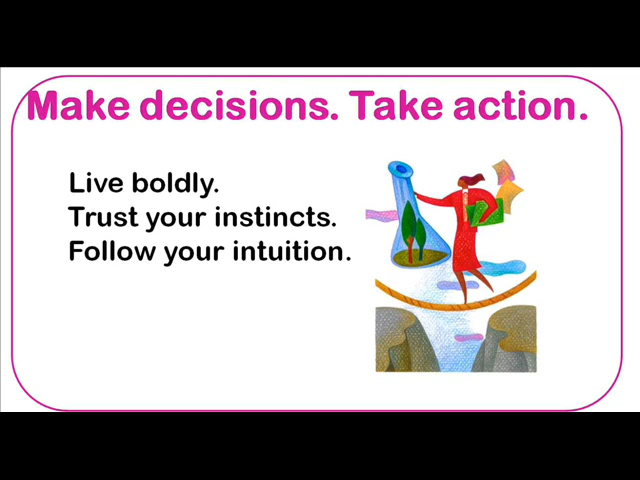 Make decisions. Take action.
Live boldly.
Trust your instincts.
Follow your intuition.